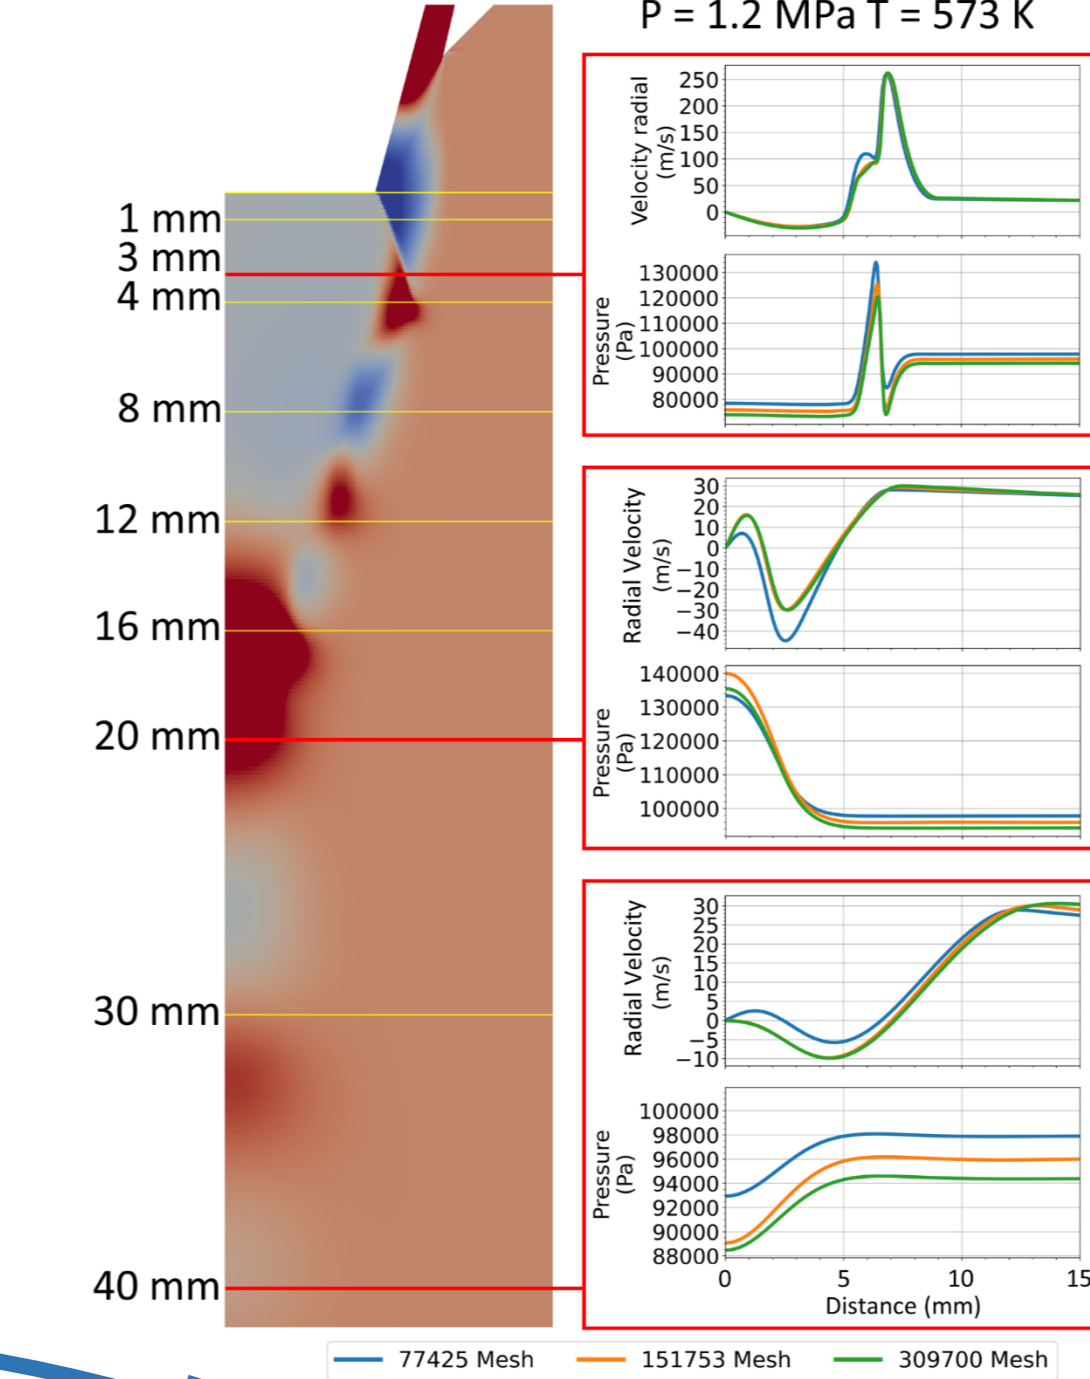 P = 1.2 MPa T = 573 K
1 mm
3 mm
4 mm
8 mm
12 mm
16 mm
20 mm
30 mm
40 mm
Velocity radial
(m/s)
250
200
150
100
50
0
Pressure
(Pa)
130000
120000
110000
100000
90000
80000
Radial Velocity
(m/s)
30
20
10
0
−10
−20
−30
−40
Pressure
(Pa)
140000
130000
120000
110000
100000
Radial Velocity
(m/s)
30
25
20
15
10
5
0
−5
−10
Pressure
(Pa)
100000
98000
96000
94000
92000
90000
88000
0 5 10 15
Distance (mm)
77425 Mesh 151753 Mesh 309700 Mesh